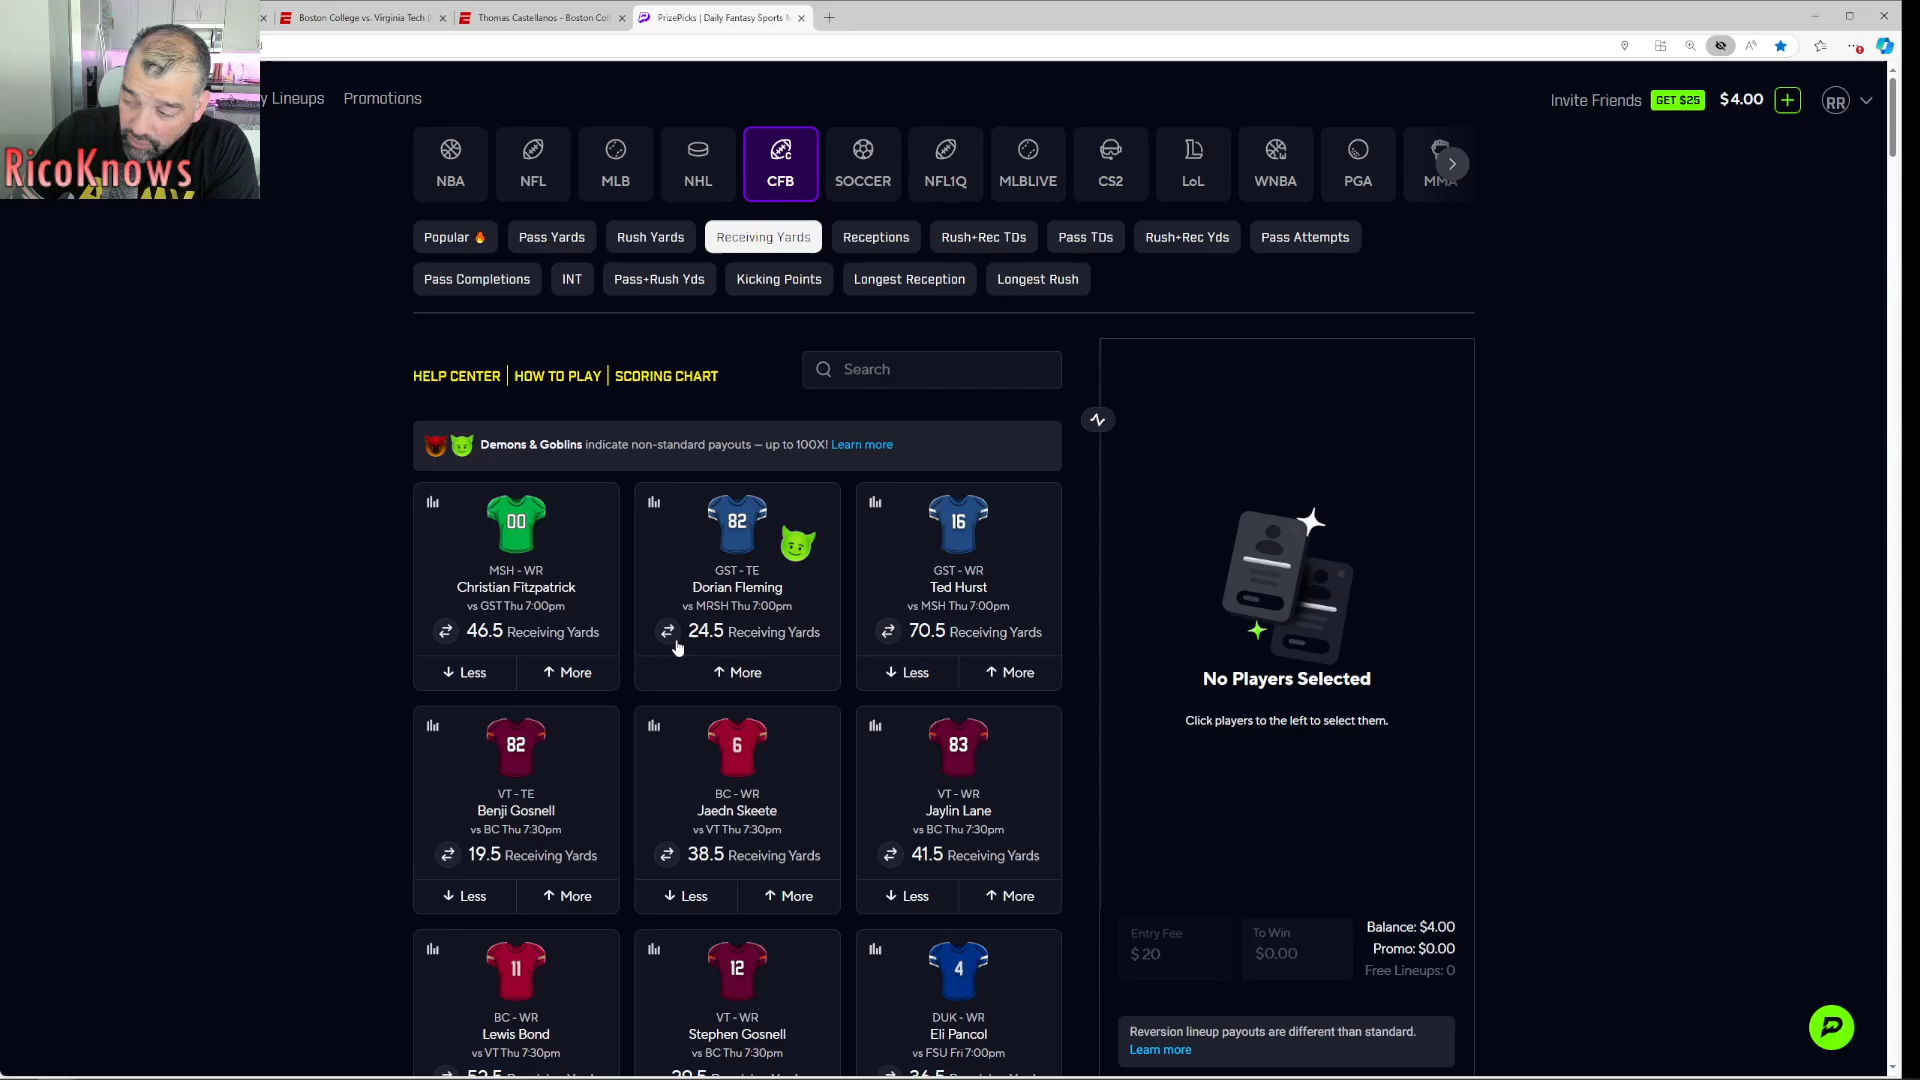 Boston College vs. Virginia Tech (
Thomas Castellanos - Boston Coll
PrizePicks | Daily Fantasy Sports M
y Lineups
Promotions
Invite Friends
GET $25
$4.00
RR
RicoKnows
NBA
NFL
MLB
NHL
CFB
SOCCER
NFL1Q
MLBLIVE
CS2
LoL
WNBA
PGA
MMA
Popular
Pass Yards
Rush Yards
Receiving Yards
Receptions
Rush+Rec TDs
Pass TDs
Rush+Rec Yds
Pass Attempts
Pass Completions
INT
Pass+Rush Yds
Kicking Points
Longest Reception
Longest Rush
HELP CENTER | HOW TO PLAY | SCORING CHART
Search
Demons & Goblins indicate non-standard payouts – up to 100X! Learn more
00
MSH - WR
Christian Fitzpatrick
vs GST Thu 7:00pm
46.5 Receiving Yards
Less
More
82
GST - TE
Dorian Fleming
vs MRSH Thu 7:00pm
24.5 Receiving Yards
More
16
GST - WR
Ted Hurst
vs MSH Thu 7:00pm
70.5 Receiving Yards
Less
More
82
VT - TE
Benji Gosnell
vs BC Thu 7:30pm
19.5 Receiving Yards
Less
More
6
BC - WR
Jaedn Skeete
vs VT Thu 7:30pm
38.5 Receiving Yards
Less
More
83
VT - WR
Jaylin Lane
vs BC Thu 7:30pm
41.5 Receiving Yards
Less
More
11
BC - WR
Lewis Bond
vs VT Thu 7:30pm
12
VT - WR
Stephen Gosnell
vs BC Thu 7:30pm
4
DUK - WR
Eli Pancol
vs FSU Fri 7:00pm
No Players Selected
Click players to the left to select them.
Entry Fee
$ 20
To Win
$0.00
Balance: $4.00
Promo: $0.00
Free Lineups: 0
Reversion lineup payouts are different than standard.
Learn more